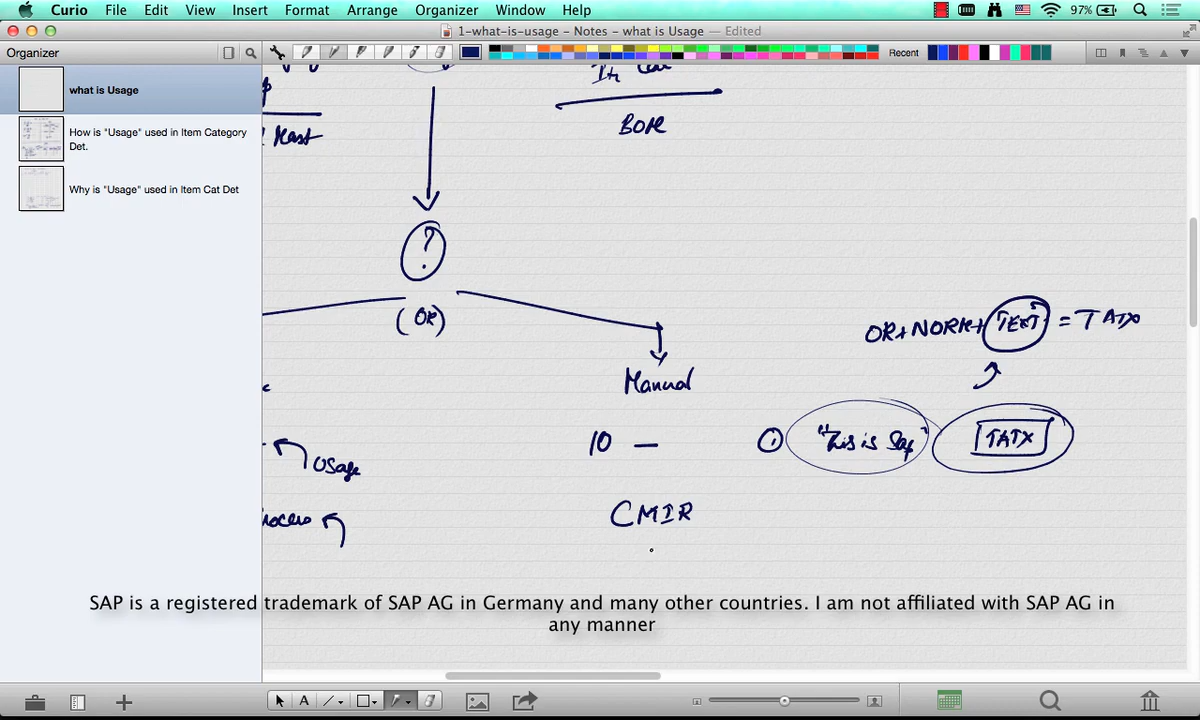 Curio File Edit View Insert Format Arrange Organizer Window Help 97%
1-what-is-usage – Notes – what is Usage — Edited
Organizer
Recent
what is Usage
How is "Usage" used in Item Category
Det.
Why is "Usage" used in Item Cat Det
It Cat
BOM
Mast
?
(OR)
OR+NORM+ "TEXT" = TATX
Manual
10 —
① "This is Sap"
TATX
Usage
CMIR
SAP is a registered trademark of SAP AG in Germany and many other countries. I am not affiliated with SAP AG in
any manner
A